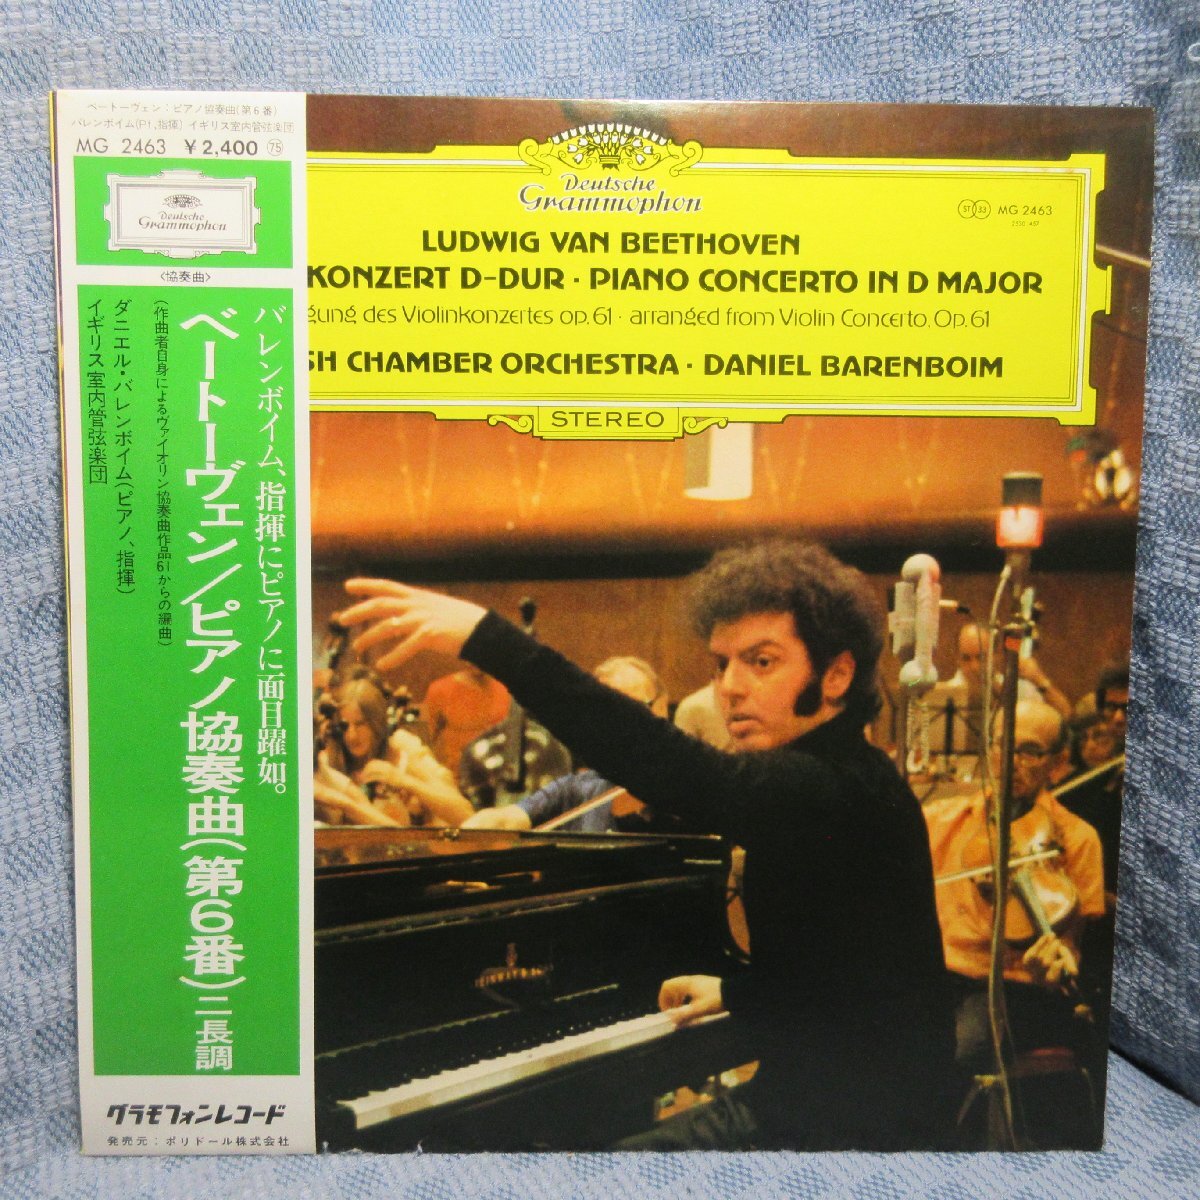 ベートーヴェン:ピアノ協奏曲(第6番)
バレンボイム(P1,指揮) イギリス室内管弦楽団
MG 2463 ¥2,400 75
Deutsche
Grammophon
<協奏曲>
バレンボイム、指揮にピアノに面目躍如。
ベートーヴェン/ピアノ協奏曲(第6番)ニ長調
(作曲者自身によるヴァイオリン協奏曲作品61からの編曲)
ダニエル・バレンボイム(ピアノ、指揮)
イギリス室内管弦楽団
グラモフォンレコード
発売元:ポリドール株式会社
Deutsche
Grammophon
ST 33 MG 2463
2530 457
LUDWIG VAN BEETHOVEN
KONZERT D-DUR · PIANO CONCERTO IN D MAJOR
gung des Violinkonzertes op. 61 · arranged from Violin Concerto, Op. 61
SH CHAMBER ORCHESTRA · DANIEL BARENBOIM
STEREO